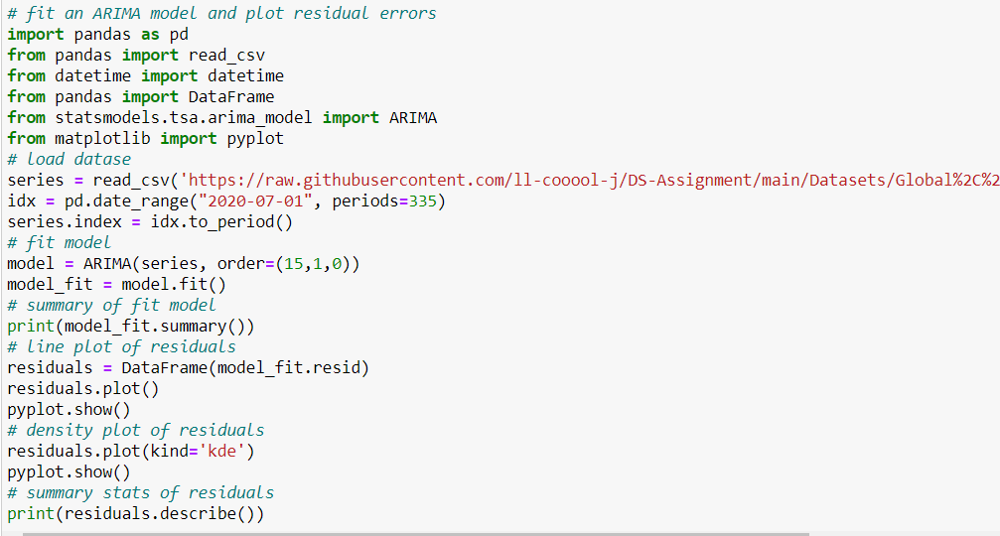 # fit an ARIMA model and plot residual errors
import pandas as pd
from pandas import read_csv
from datetime import datetime
from pandas import DataFrame
from statsmodels.tsa.arima_model import ARIMA
from matplotlib import pyplot
# load datase
series = read_csv('https://raw.githubusercontent.com/ll-cooool-j/DS-Assignment/main/Datasets/Global%2C%2
idx = pd.date_range("2020-07-01", periods=335)
series.index = idx.to_period()
# fit model
model = ARIMA(series, order=(15,1,0))
model_fit = model.fit()
# summary of fit model
print(model_fit.summary())
# line plot of residuals
residuals = DataFrame(model_fit.resid)
residuals.plot()
pyplot.show()
# density plot of residuals
residuals.plot(kind='kde')
pyplot.show()
# summary stats of residuals
print(residuals.describe())